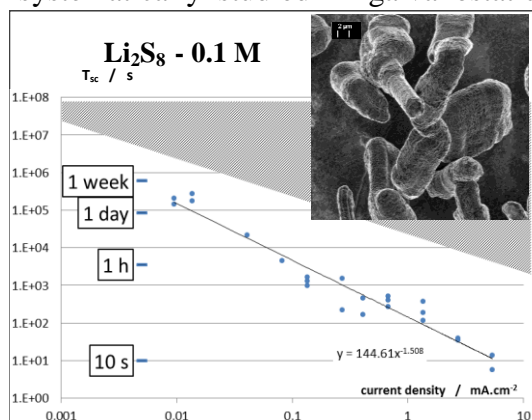 systematically studied
Li₂S₈ - 0.1 M
Tsc / s
2 µm
1.E+08
1.E+07
1.E+06
1 week
1.E+05
1 day
1.E+04
1 h
1.E+03
1.E+02
y = 144.61x^-1.508
1.E+01
10 s
current density / mA.cm⁻²
1.E+00
0.001 0.01 0.1 1 10